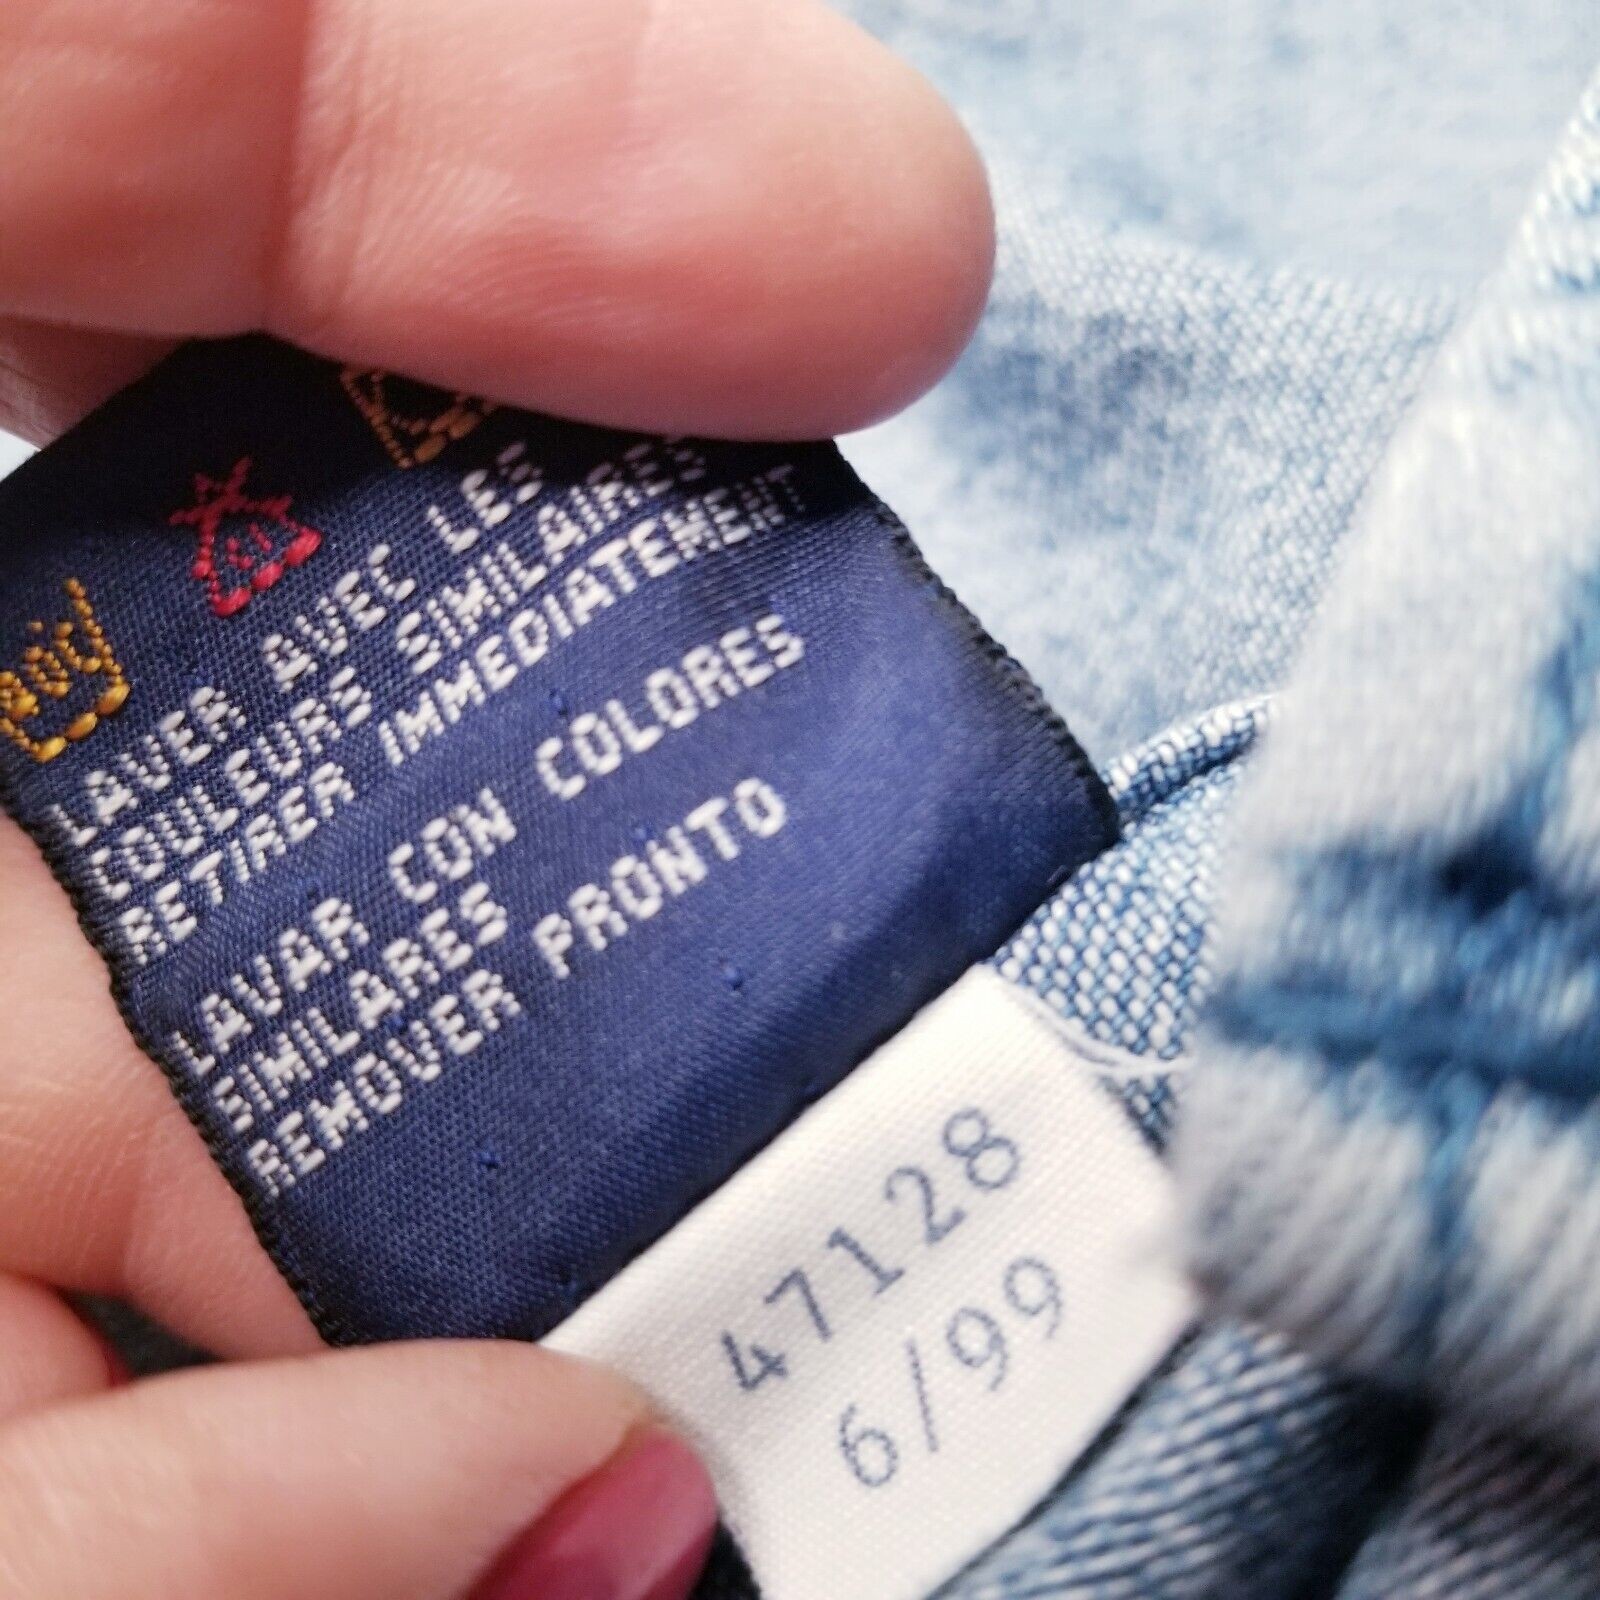 LAVER AVEC LES
COULEURS SIMILAIRES
RETIRER IMMEDIATEMENT
LAVAR CON COLORES
SIMILARES
REMOVER PRONTO
47128
6/99